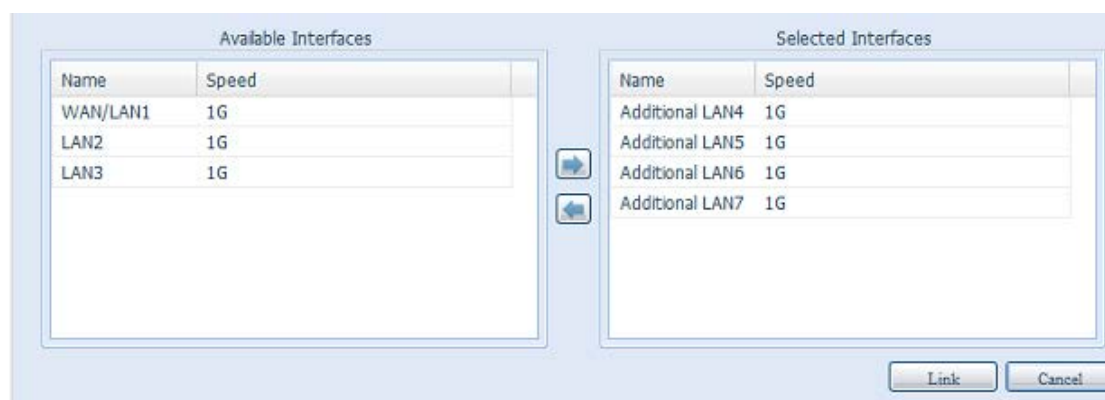 Available Interfaces
Name Speed
WAN/LAN1 1G
LAN2 1G
LAN3 1G
Selected Interfaces
Name Speed
Additional LAN4 1G
Additional LAN5 1G
Additional LAN6 1G
Additional LAN7 1G
Link Cancel